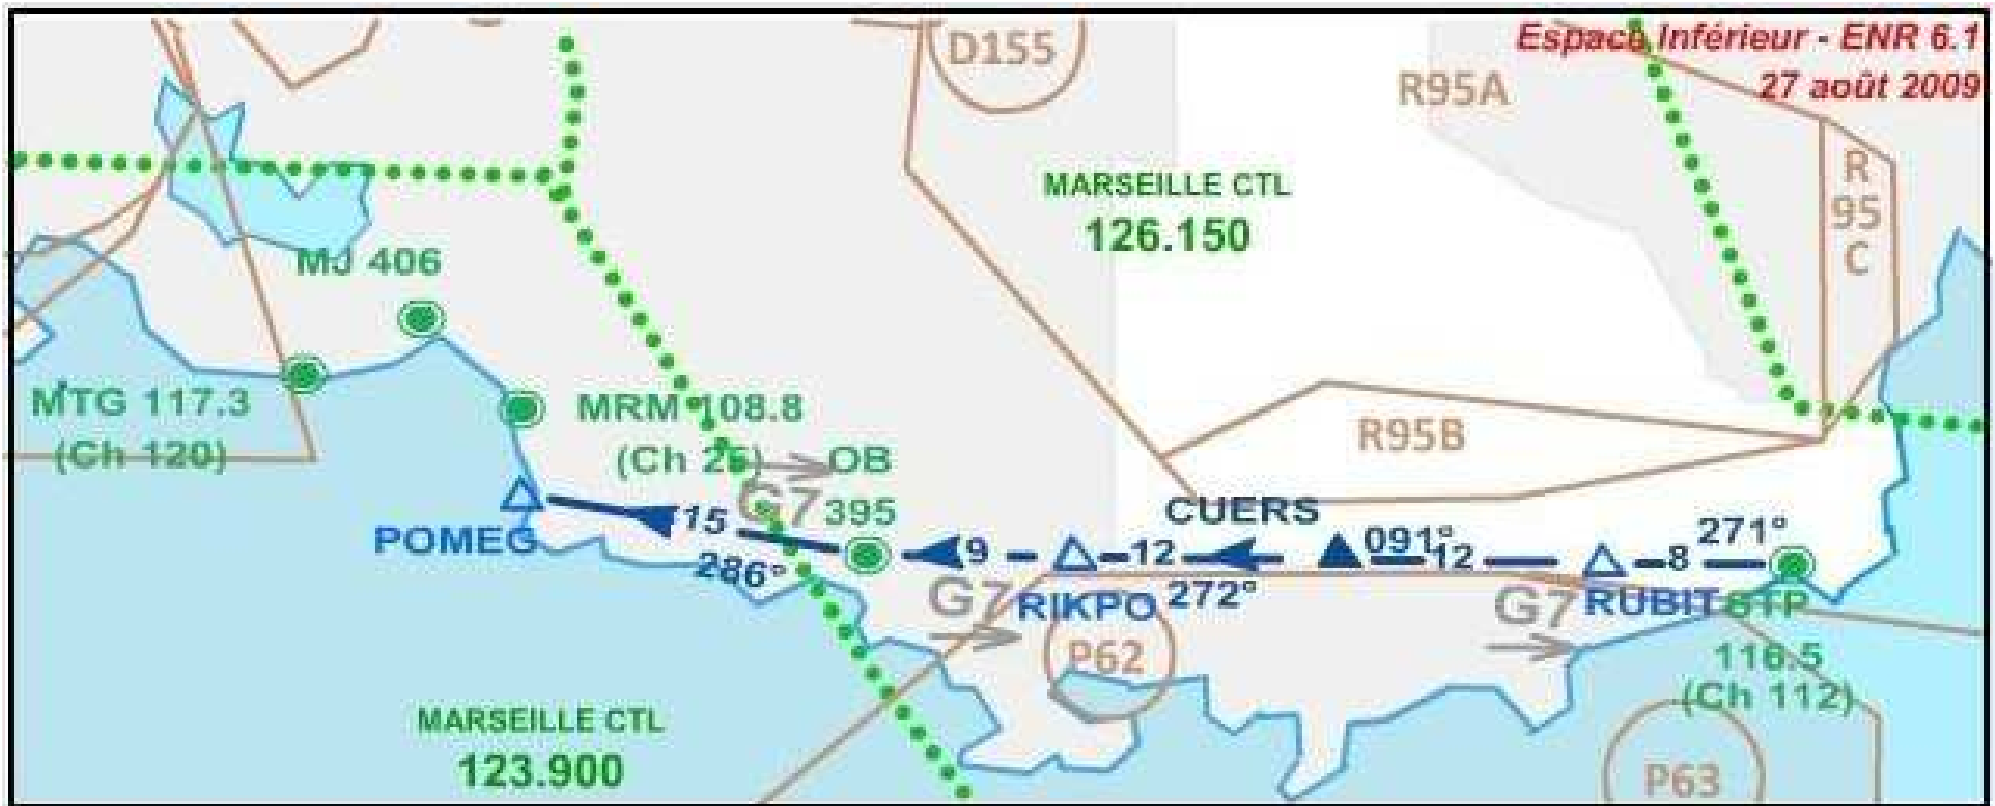 Espace Inférieur - ENR 6.1
27 août 2009
D155
R95A
R
95
C
MARSEILLE CTL
126.150
MJ 406
MTG 117.3
(Ch 120)
MRM 108.8
(Ch 25)
OB
395
G7
R95B
CUERS
POMEG
15
286°
9
12
272°
091°
12
8
271°
G7
RIKPO
G7
RUBIT
STP
116.5
(Ch 112)
P62
MARSEILLE CTL
123.900
P63